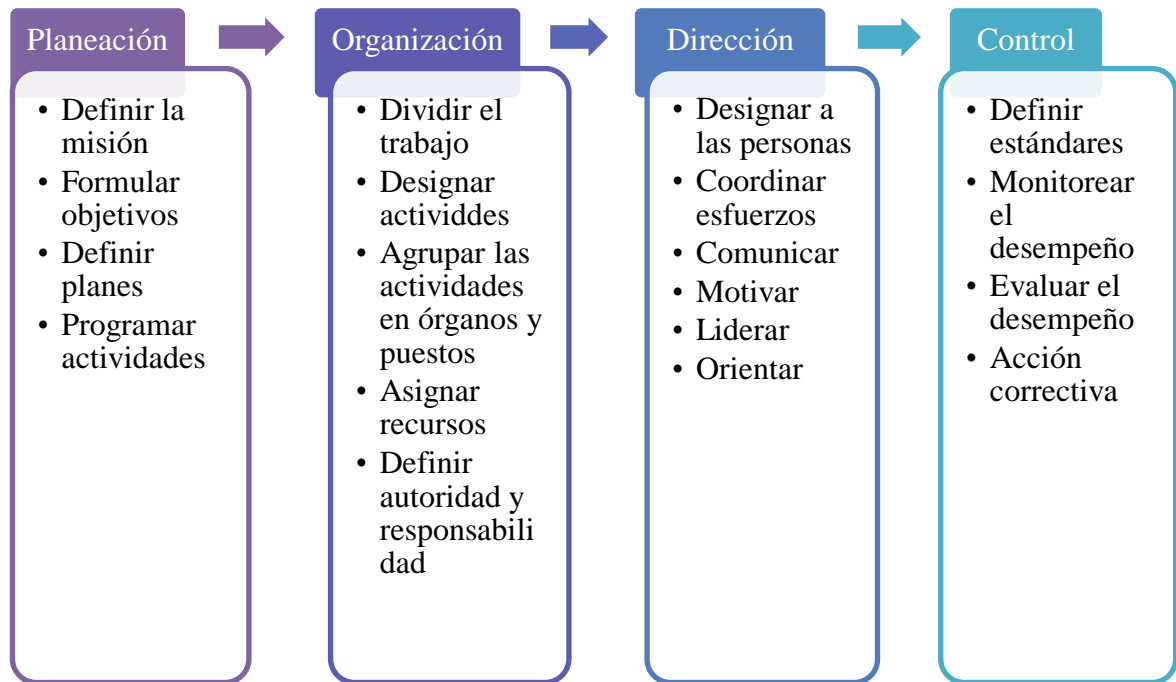 Planeación
• Definir la
misión
• Formular
objetivos
• Definir
planes
• Programar
actividades
Organización
• Dividir el
trabajo
• Designar
actividdes
• Agrupar las
actividades
en órganos y
puestos
• Asignar
recursos
• Definir
autoridad y
responsabili
dad
Dirección
• Designar a
las personas
• Coordinar
esfuerzos
• Comunicar
• Motivar
• Liderar
• Orientar
Control
• Definir
estándares
• Monitorear
el
desempeño
• Evaluar el
desempeño
• Acción
correctiva